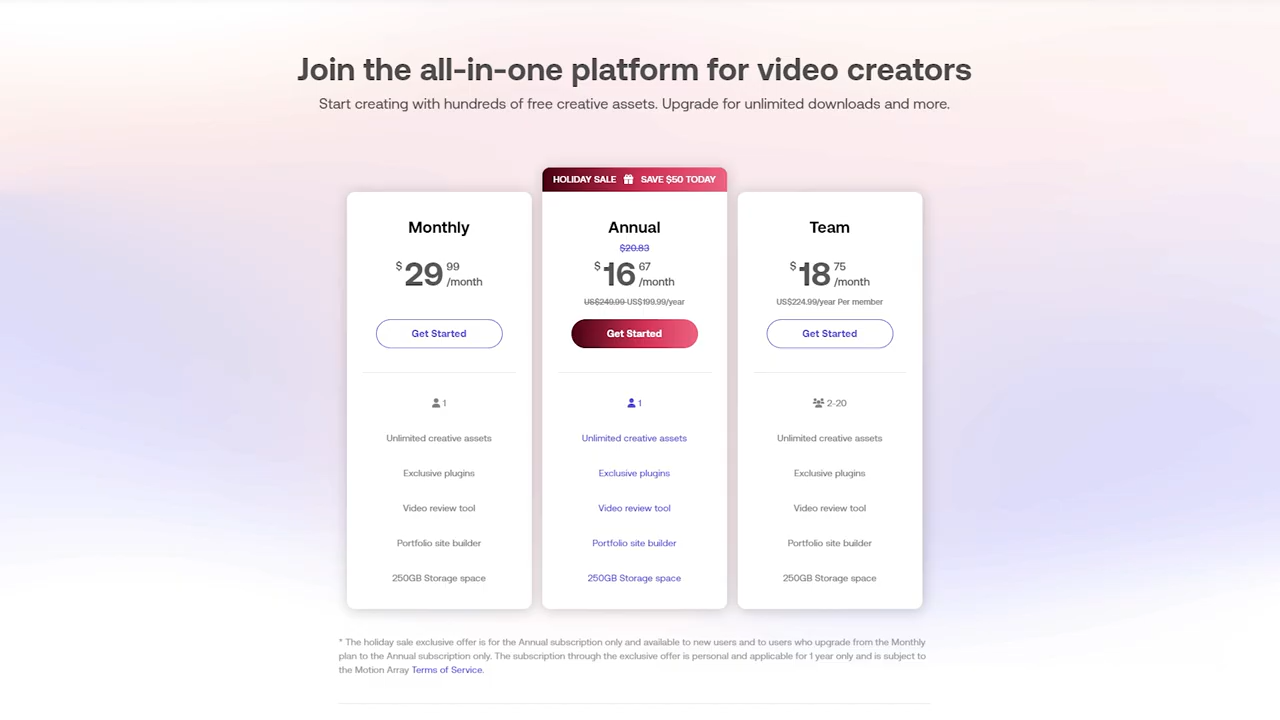 Join the all-in-one platform for video creators
Start creating with hundreds of free creative assets. Upgrade for unlimited downloads and more.
HOLIDAY SALE SAVE $50 TODAY
Monthly
$29 99 /month
Get Started
1
Unlimited creative assets
Exclusive plugins
Video review tool
Portfolio site builder
250GB Storage space
Annual
$20.83
$16 67 /month
US$249.99 US$199.99/year
Get Started
1
Unlimited creative assets
Exclusive plugins
Video review tool
Portfolio site builder
250GB Storage space
Team
$18 75 /month
US$224.99/year Per member
Get Started
2-20
Unlimited creative assets
Exclusive plugins
Video review tool
Portfolio site builder
250GB Storage space
* The holiday sale exclusive offer is for the Annual subscription only and available to new users and to users who upgrade from the Monthly
plan to the Annual subscription only. The subscription through the exclusive offer is personal and applicable for 1 year only and is subject to
the Motion Array Terms of Service.